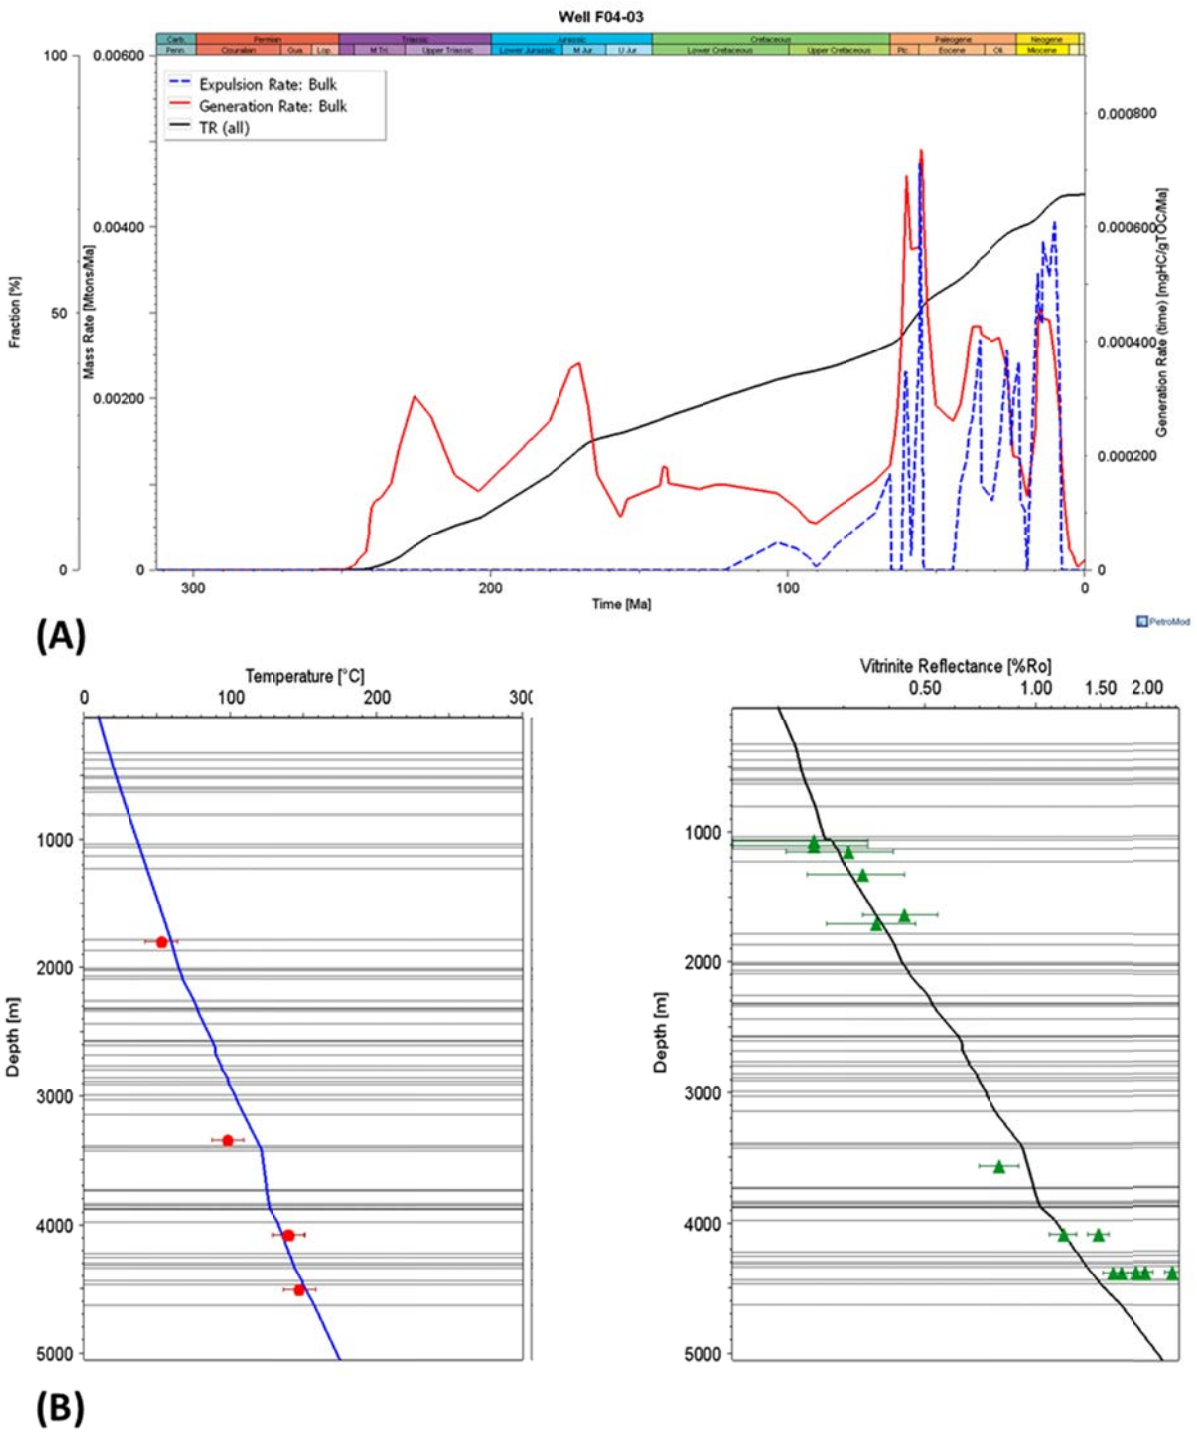 Well F04-03
Carb. Permian Triassic Jurassic Cretaceous Paleogene Neogene
Penn. Cisuralian Gua. Lop. M Tri. Upper Triassic Lower Jurassic M Jur. U Jur. Lower Cretaceous Upper Cretaceous Plc. Eocene Oli. Miocene
100 0.00600
Expulsion Rate: Bulk
Generation Rate: Bulk
TR (all)
0.000800
0.00400
0.000600
50
0.000400
0.00200
0.000200
0 0 0
Fraction [%]
Mass Rate [Mtons/Ma]
Generation Rate (time) [mgHC/gTOC/Ma]
300 200 100 0
Time [Ma]
PetroMod
(A)
Temperature [°C]
0 100 200 300
1000
2000
3000
4000
5000
Depth [m]
Vitrinite Reflectance [%Ro]
0.50 1.00 1.50 2.00
1000
2000
3000
4000
5000
Depth [m]
(B)